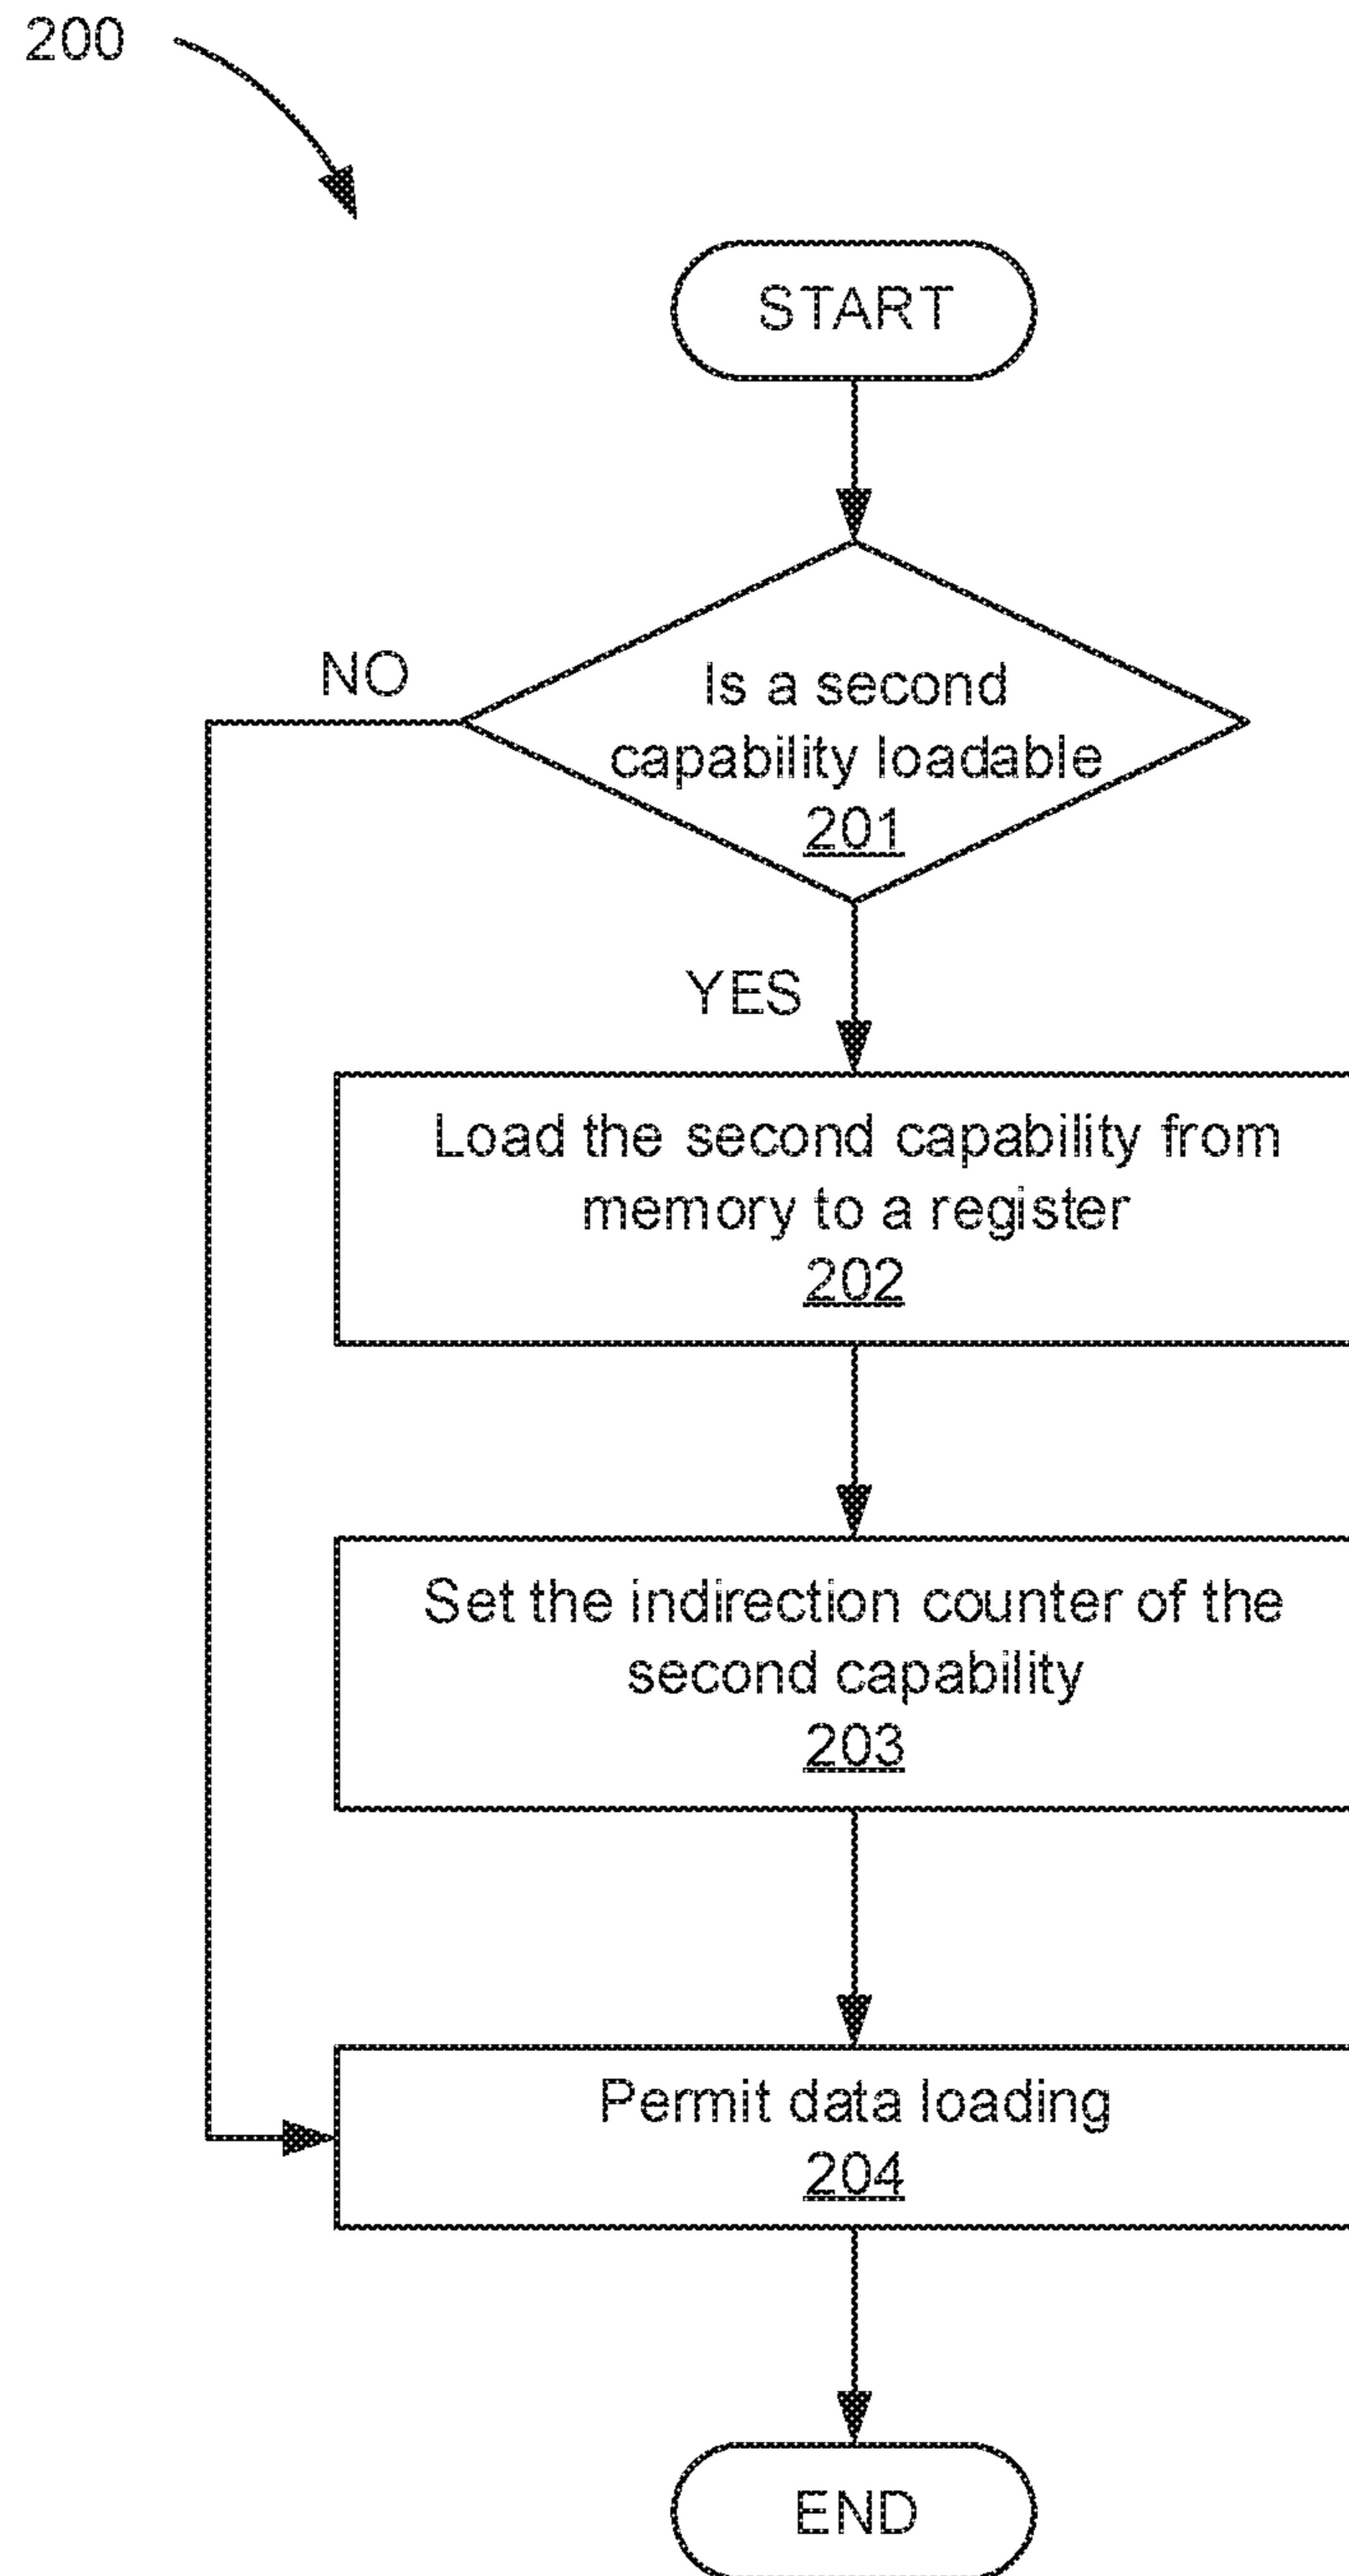 200
START
NO
Is a second
capability loadable
201
YES
Load the second capability from
memory to a register
202
Set the indirection counter of the
second capability
203
Permit data loading
204
END